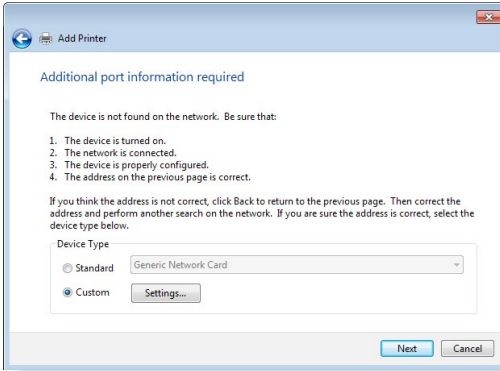 Add Printer
Additional port information required
The device is not found on the network.  Be sure that:
1.  The device is turned on.
2.  The network is connected.
3.  The device is properly configured.
4.  The address on the previous page is correct.
If you think the address is not correct, click Back to return to the previous page.  Then correct the
address and perform another search on the network.  If you are sure the address is correct, select the
device type below.
Device Type
Standard
Generic Network Card
Custom
Settings...
Next
Cancel